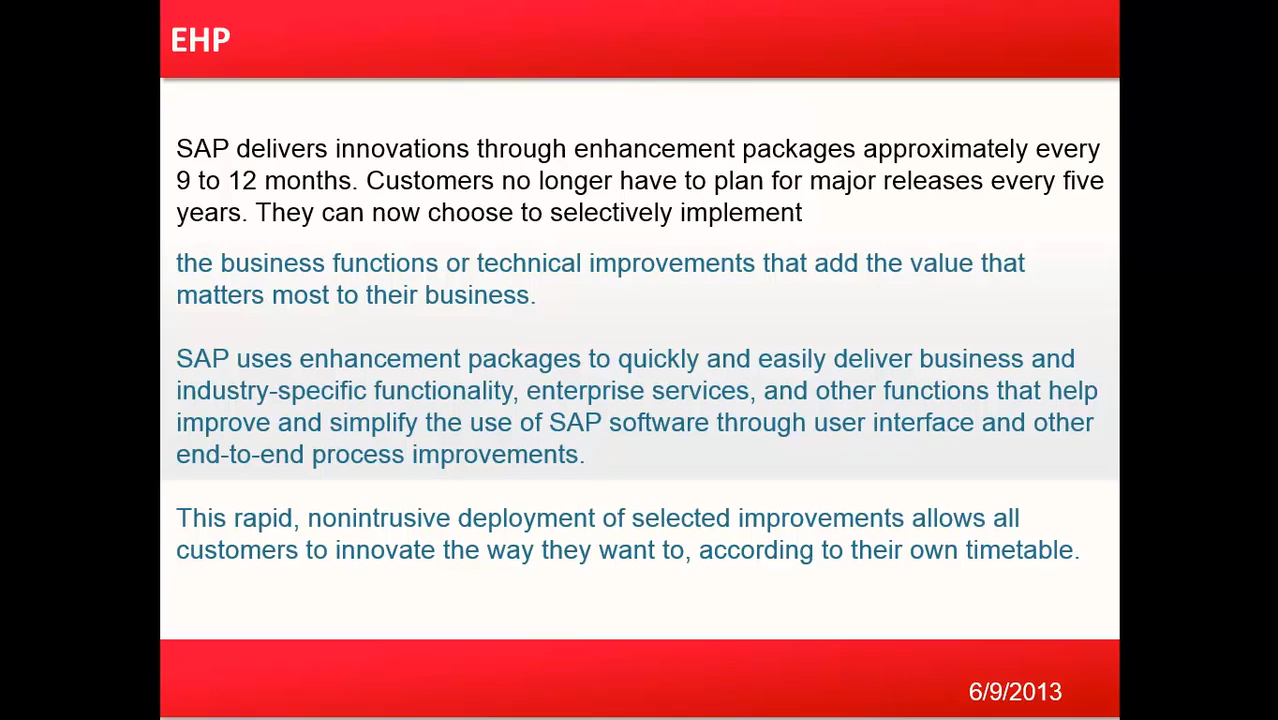 EHP
SAP delivers innovations through enhancement packages approximately every
9 to 12 months. Customers no longer have to plan for major releases every five
years. They can now choose to selectively implement
the business functions or technical improvements that add the value that
matters most to their business.
SAP uses enhancement packages to quickly and easily deliver business and
industry-specific functionality, enterprise services, and other functions that help
improve and simplify the use of SAP software through user interface and other
end-to-end process improvements.
This rapid, nonintrusive deployment of selected improvements allows all
customers to innovate the way they want to, according to their own timetable.
6/9/2013